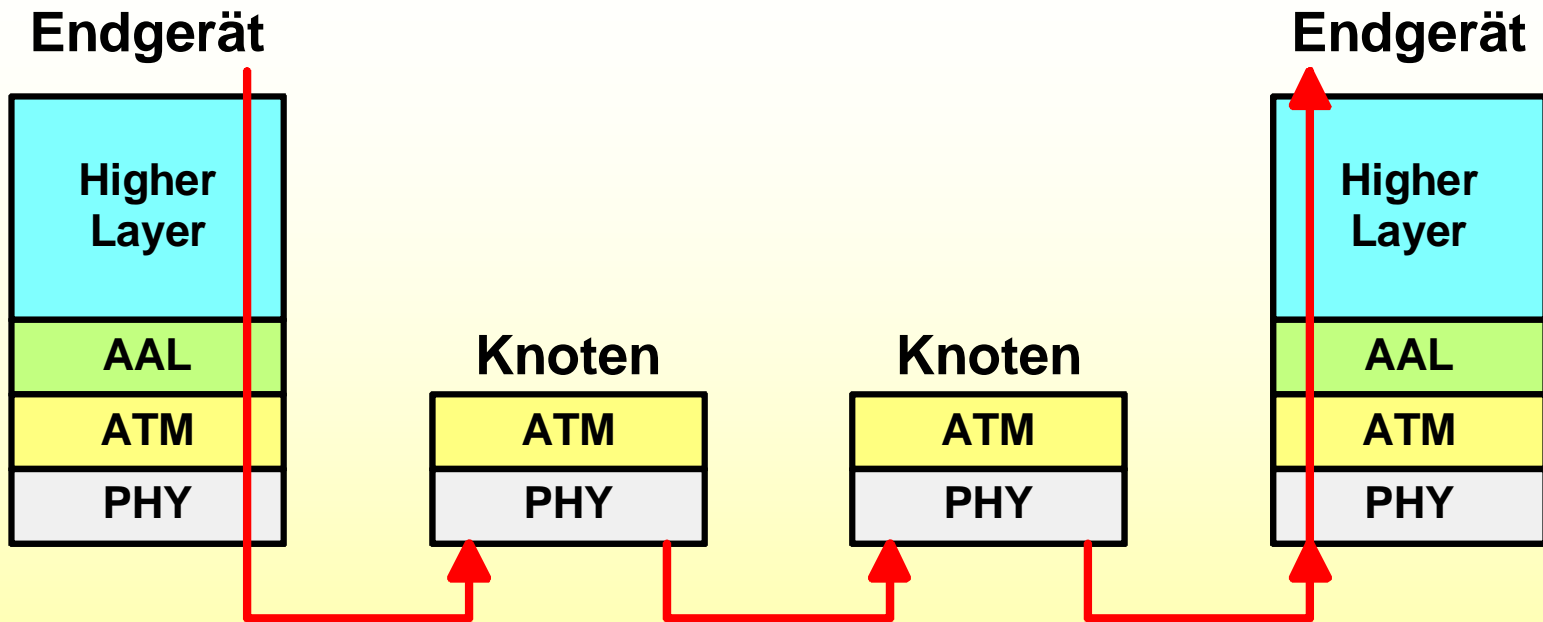 Endgerät
Endgerät
Higher
Layer
Higher
Layer
Knoten
Knoten
AAL
AAL
ATM
ATM
ATM
ATM
PHY
PHY
PHY
PHY